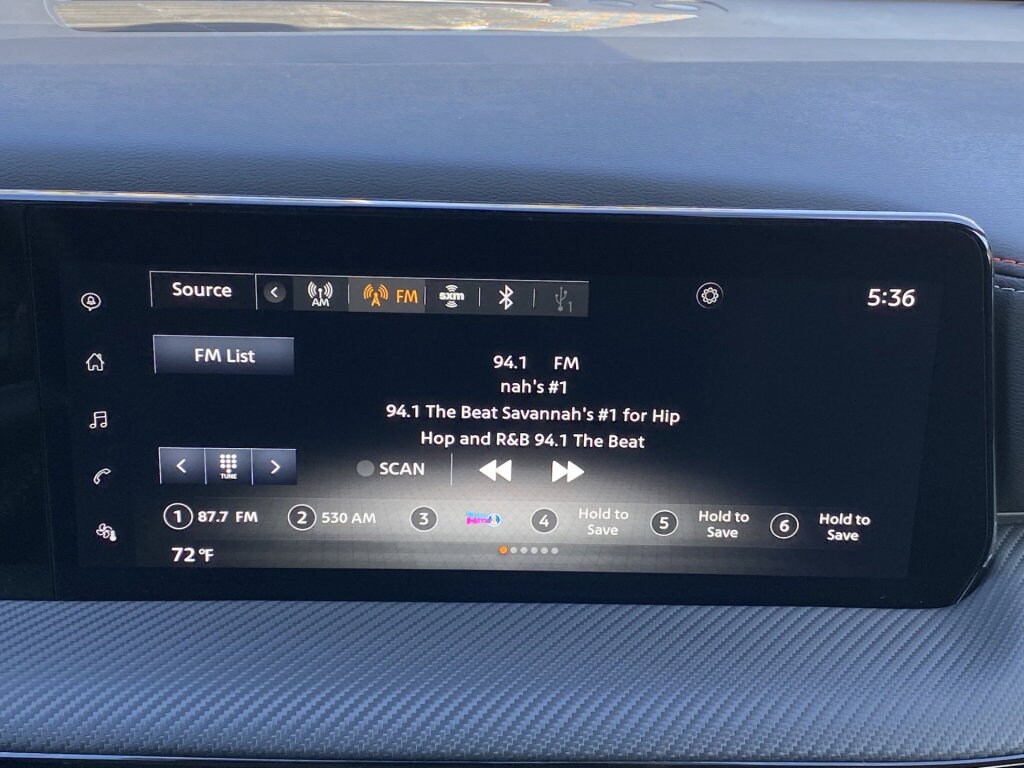 Source
AM
FM
sxm
1
5:36
FM List
94.1 FM
nah's #1
94.1 The Beat Savannah's #1 for Hip
Hop and R&B 94.1 The Beat
TUNE
SCAN
1 87.7 FM
2 530 AM
3
4 Hold to
Save
5 Hold to
Save
6 Hold to
Save
72°F